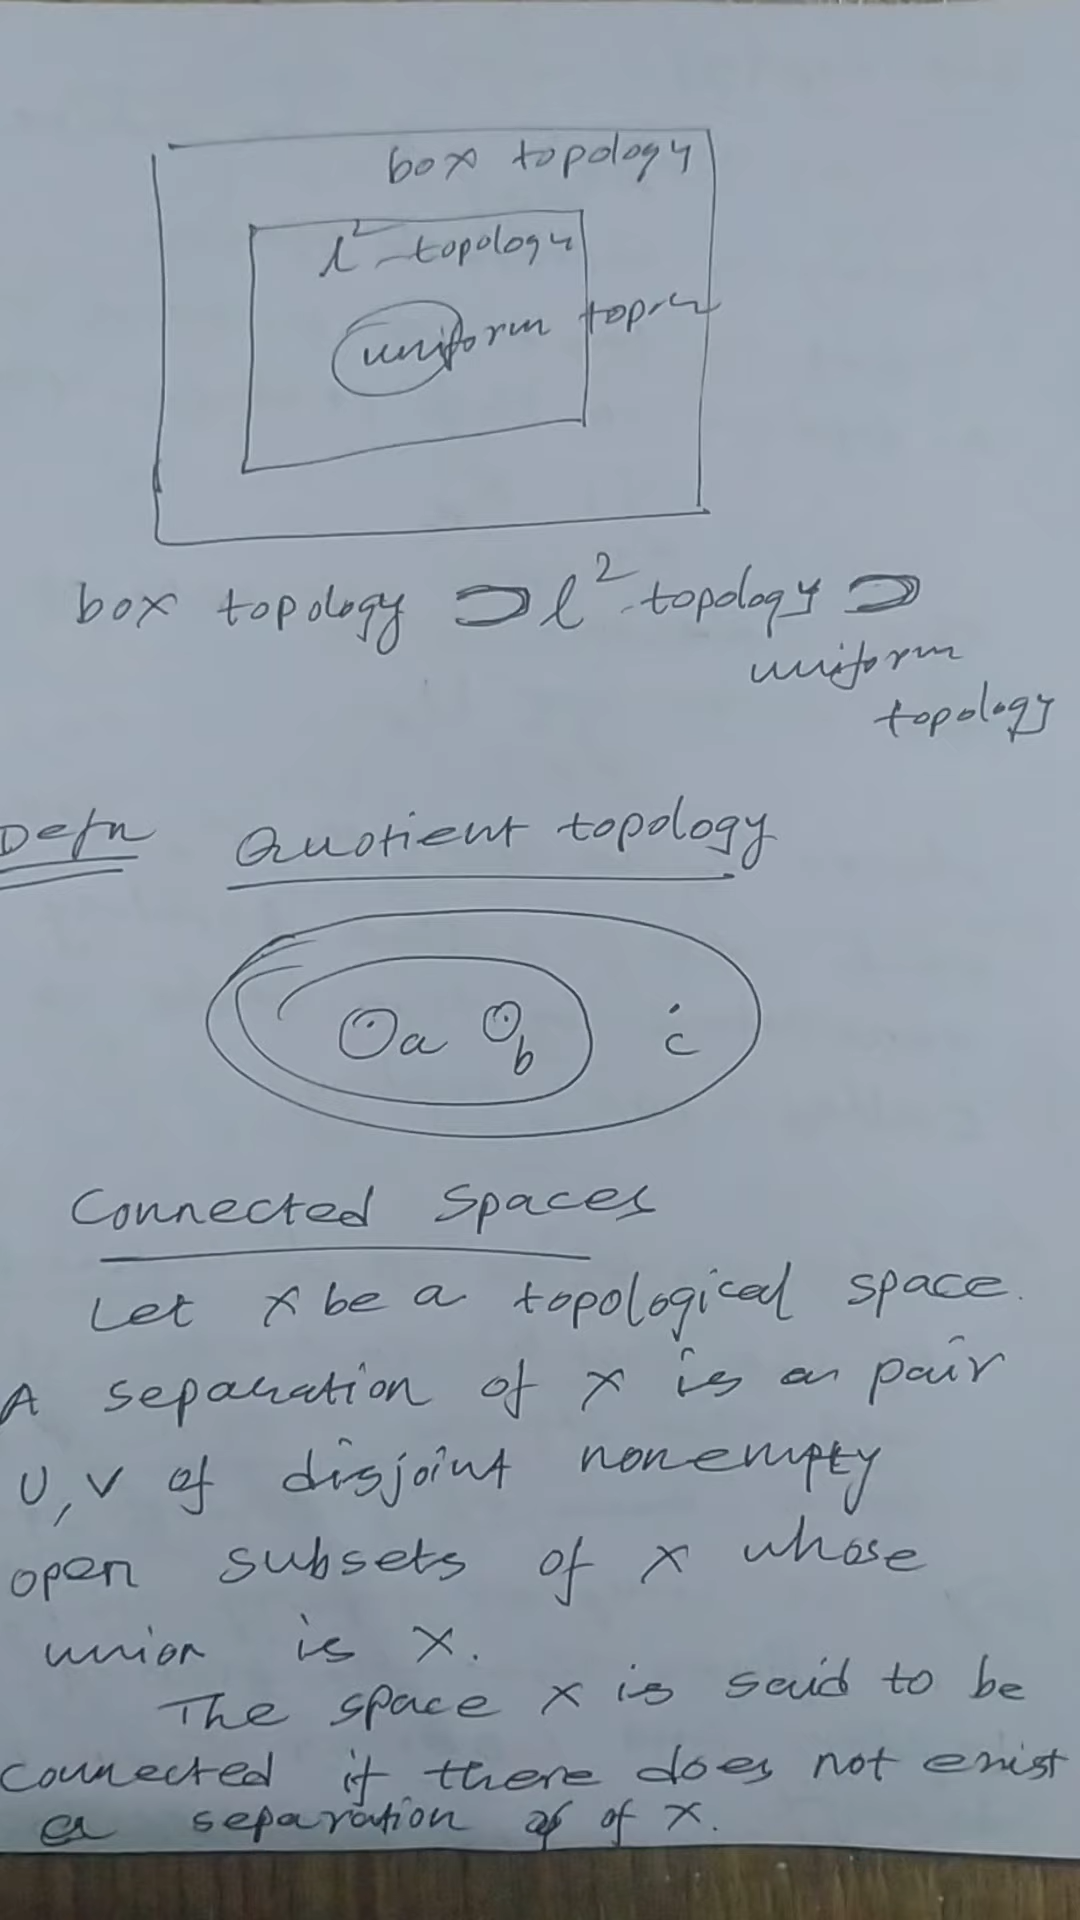 box topology
l²-topology
uniform
box topology ⊃ l²-topology ⊃
uniform
topology
Defn Quotient topology
a b c
Connected Spaces
Let X be a topological space.
A separation of X is an pair
U, V of disjoint nonempty
open subsets of X whose
union is X.
The space X is said to be
connected if there does not exist
a separation of of X.